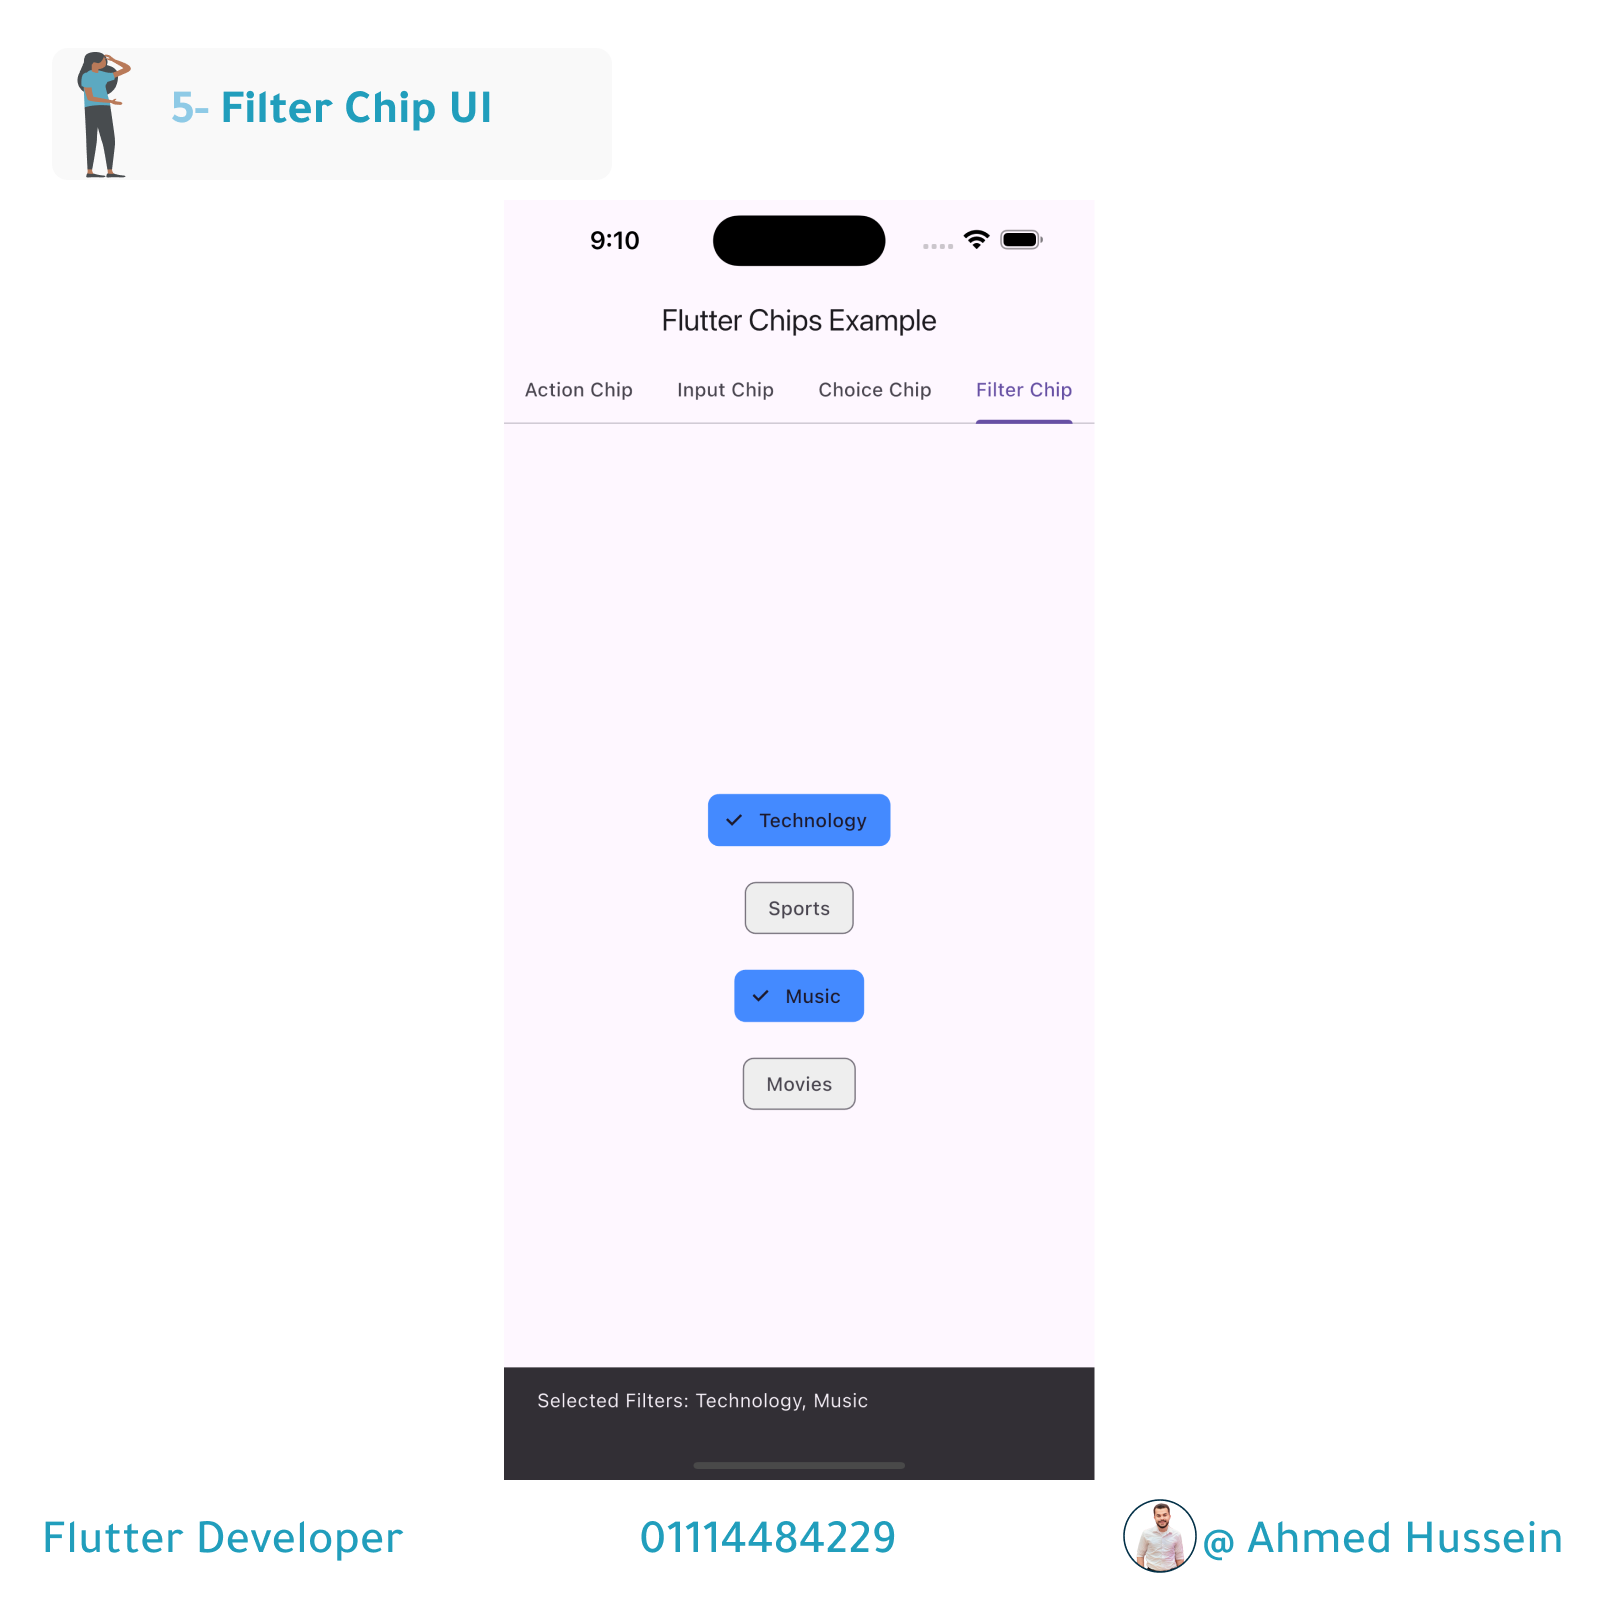 5- Filter Chip UI
9:10
Flutter Chips Example
Action Chip Input Chip Choice Chip Filter Chip
Technology
Sports
Music
Movies
Selected Filters: Technology, Music
Flutter Developer 01114484229 @ Ahmed Hussein